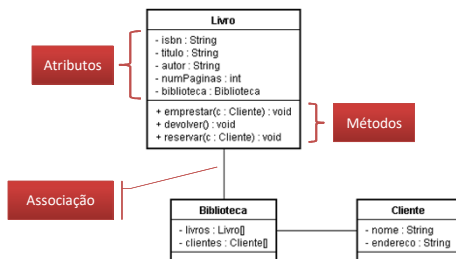 Livro
Atributos
- isbn : String
- titulo : String
- autor : String
- numPaginas : int
- biblioteca : Biblioteca
+ emprestar(c : Cliente) : void
+ devolver() : void
+ reservar(c : Cliente) : void
Métodos
Associação
Biblioteca
- livros : Livro[]
- clientes : Cliente[]
Cliente
- nome : String
- endereco : String